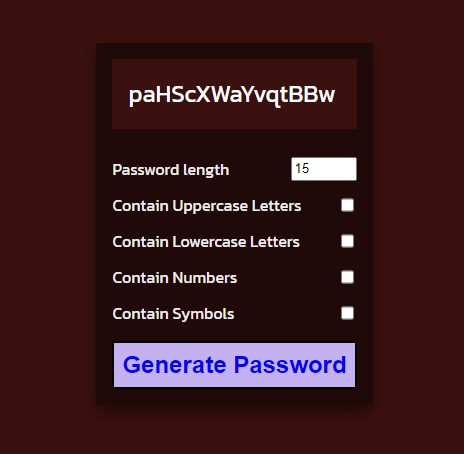 paHScXWaYvqtBBw
Password length 15
Contain Uppercase Letters
Contain Lowercase Letters
Contain Numbers
Contain Symbols
Generate Password